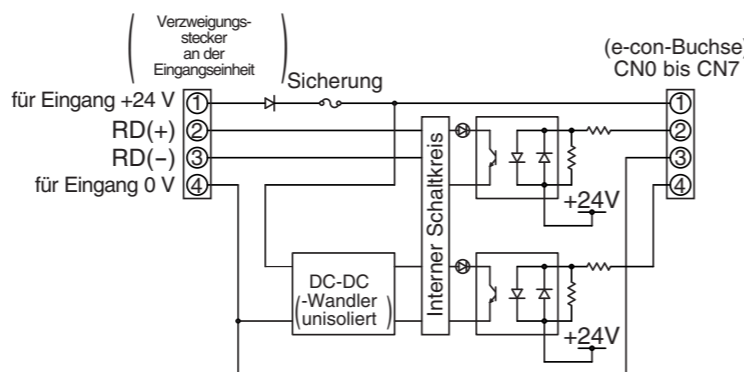 Verzweigungs-
stecker
an der
Eingangseinheit
(e-con-Buchse)
CN0 bis CN7
Sicherung
für Eingang +24 V ①
RD(+) ②
RD(−) ③
für Eingang 0 V ④
①
②
③
④
Interner Schaltkreis
+24V
DC-DC
-Wandler
(unisoliert)
+24V